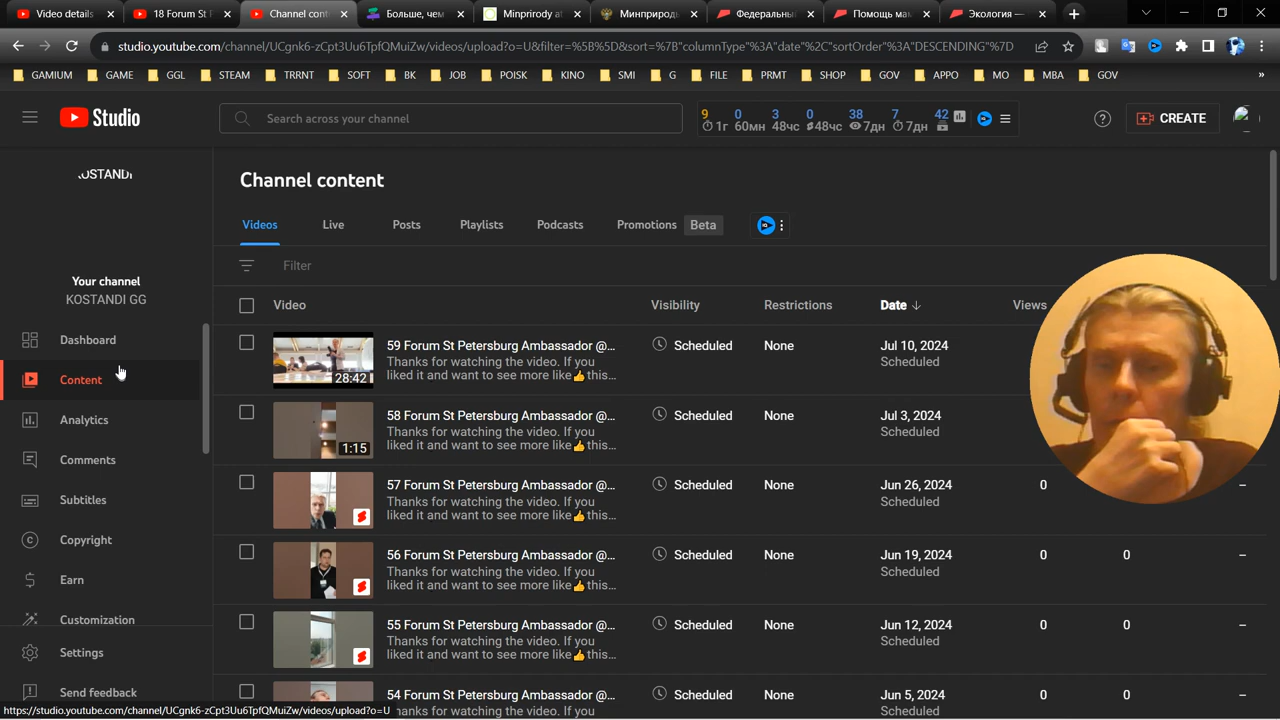 Video details
18 Forum St F
Channel cont
Больше, чем
Minprirody at
Минприродь
Федеральны
Помощь ма
Экология —
studio.youtube.com/channel/UCgnk6-zCpt3Uu6TpfQMuiZw/videos/upload?o=U&filter=%5B%5D&sort=%7B"columnType"%3A"date"%2C"sortOrder"%3A"DESCENDING"%7D
GAMIUM
GAME
GGL
STEAM
TRRNT
SOFT
BK
JOB
POISK
KINO
SMI
G
FILE
PRMT
SHOP
GOV
APPO
MO
MBA
GOV
»
Studio
Search across your channel
9 0 3 0 38 7 42
1г 60мн 48чс 48чс 7дн 7дн
CREATE
KOSTANDI
Your channel
KOSTANDI GG
Dashboard
Content
Analytics
Comments
Subtitles
Copyright
Earn
Customization
Settings
Send feedback
Channel content
Videos Live Posts Playlists Podcasts Promotions Beta
Filter
Video Visibility Restrictions Date Views
59 Forum St Petersburg Ambassador @... Scheduled None Jul 10, 2024
Thanks for watching the video. If you Scheduled
liked it and want to see more like👍this...
28:42
58 Forum St Petersburg Ambassador @... Scheduled None Jul 3, 2024
Thanks for watching the video. If you Scheduled
liked it and want to see more like👍this...
1:15
57 Forum St Petersburg Ambassador @... Scheduled None Jun 26, 2024 0 –
Thanks for watching the video. If you Scheduled
liked it and want to see more like👍this...
56 Forum St Petersburg Ambassador @... Scheduled None Jun 19, 2024 0 0 –
Thanks for watching the video. If you Scheduled
liked it and want to see more like👍this...
55 Forum St Petersburg Ambassador @... Scheduled None Jun 12, 2024 0 0 –
Thanks for watching the video. If you Scheduled
liked it and want to see more like👍this...
54 Forum St Petersburg Ambassador @... Scheduled None Jun 5, 2024 0 0 –
Thanks for watching the video. If you Scheduled
https://studio.youtube.com/channel/UCgnk6-zCpt3Uu6TpfQMuiZw/videos/upload?o=U